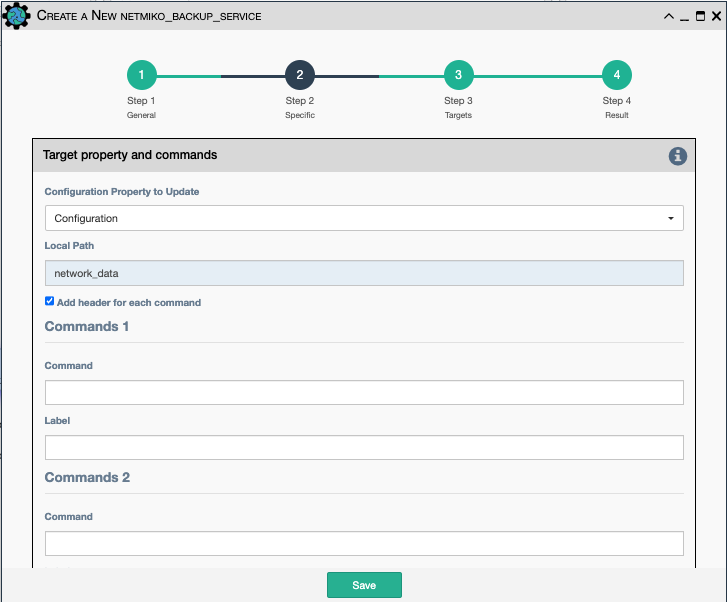 Create a New netmiko_backup_service
1
2
3
4
Step 1
Step 2
Step 3
Step 4
General
Specific
Targets
Result
Target property and commands
Configuration Property to Update
Configuration
Local Path
network_data
Add header for each command
Commands 1
Command
Label
Commands 2
Command
Save